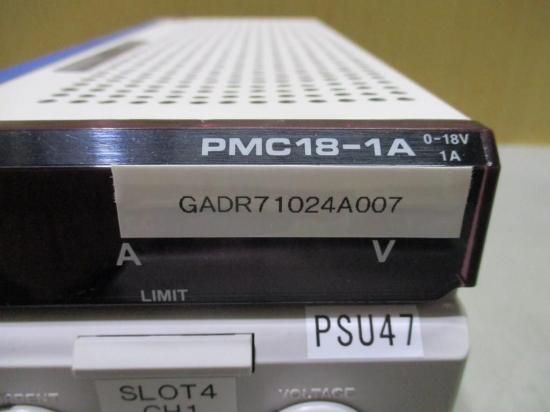 PMC18-1A 0-18V
1A
GADR71024A007
A V
LIMIT
PSU47
SLOT4
CH1
VOLTAGE